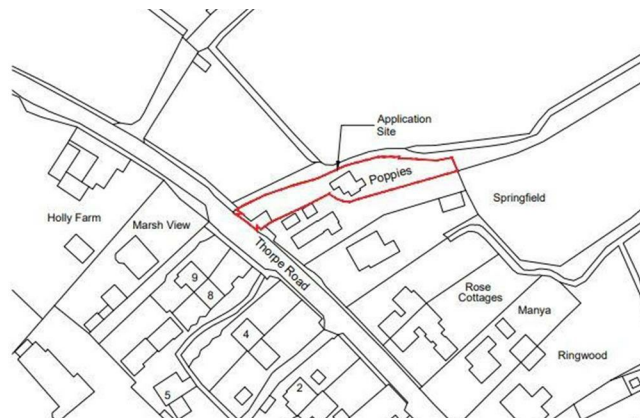 Application
Site
Poppies
Springfield
Holly Farm
Marsh View
Thorpe Road
9
8
Rose
Cottages
Manya
4
Ringwood
2
5